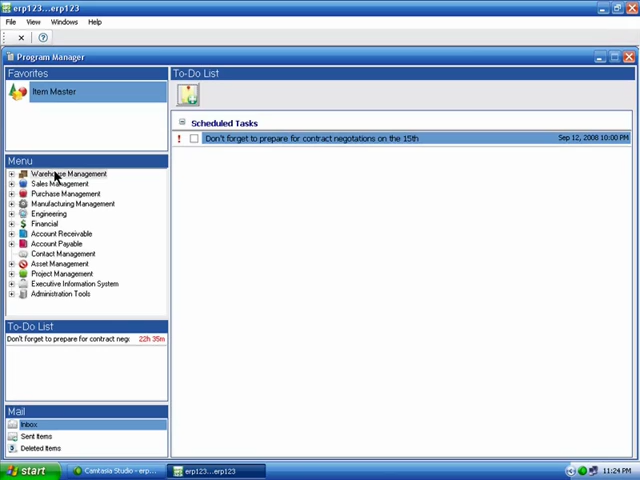 erp123...erp123
File View Windows Help
Program Manager
Favorites
Item Master
Menu
Warehouse Management
Sales Management
Purchase Management
Manufacturing Management
Engineering
Financial
Account Receivable
Account Payable
Contact Management
Asset Management
Project Management
Executive Information System
Administration Tools
To-Do List
Don't forget to prepare for contract neg 22h 35m
Mail
Inbox
Sent Items
Deleted Items
To-Do List
Scheduled Tasks
Don't forget to prepare for contract negotations on the 15th Sep 12, 2008 10:00 PM
start Camtasia Studio - erp... erp123...erp123 11:24 PM